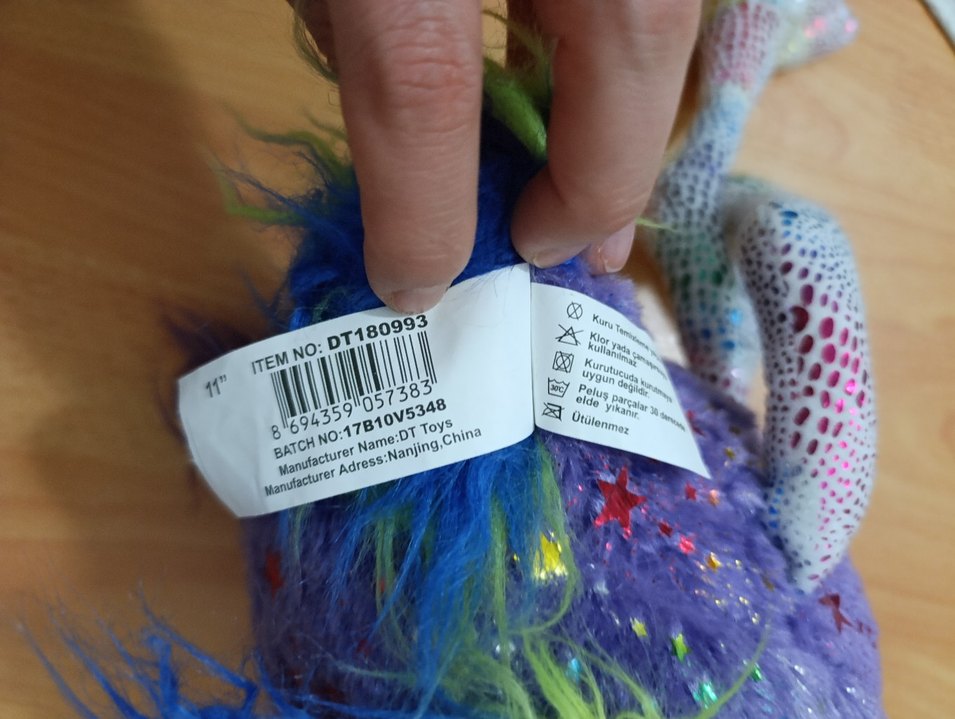 11"
ITEM NO: DT180993
8 694359 057383
BATCH NO:17B10V5348
Manufacturer Name:DT Toys
Manufacturer Adress:Nanjing,China
Kuru Temizleme
Klor yada çamaşır
kullanılmaz
Kurutucuda kurutmaya
uygun değildir.
30°C
Peluş parçalar 30 derecede
elde yıkanır.
Ütülenmez